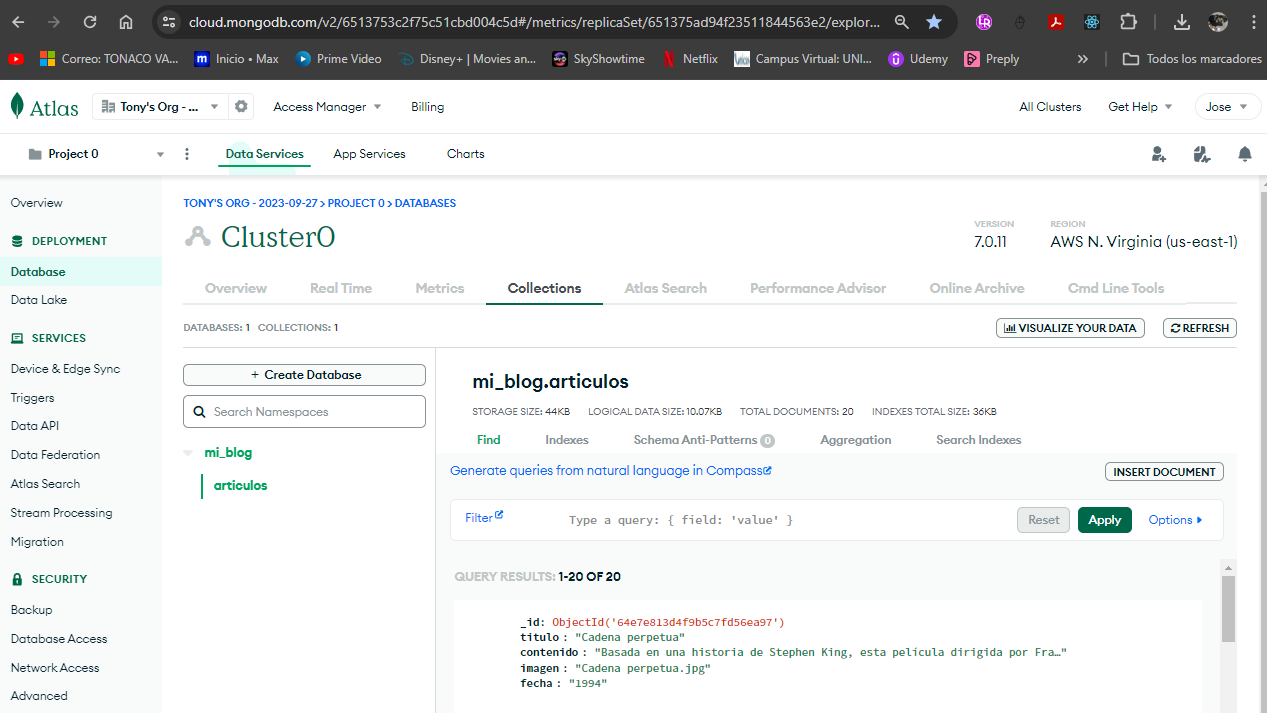 cloud.mongodb.com/v2/6513753c2f75c51cbd004c5d#/metrics/replicaSet/651375ad94f23511844563e2/explor...
Correo: TONACO VA... Inicio • Max Prime Video Disney+ | Movies an... SkyShowtime Netflix Campus Virtual: UNI... Udemy Preply » Todos los marcadores
Atlas Tony's Org - ... Access Manager Billing All Clusters Get Help Jose
Project 0 Data Services App Services Charts
Overview
DEPLOYMENT
Database
Data Lake
SERVICES
Device & Edge Sync
Triggers
Data API
Data Federation
Atlas Search
Stream Processing
Migration
SECURITY
Backup
Database Access
Network Access
Advanced
TONY'S ORG - 2023-09-27 > PROJECT 0 > DATABASES
Cluster0
VERSION
7.0.11
REGION
AWS N. Virginia (us-east-1)
Overview Real Time Metrics Collections Atlas Search Performance Advisor Online Archive Cmd Line Tools
DATABASES: 1 COLLECTIONS: 1 VISUALIZE YOUR DATA REFRESH
+ Create Database
Search Namespaces
mi_blog
articulos
mi_blog.articulos
STORAGE SIZE: 44KB LOGICAL DATA SIZE: 10.07KB TOTAL DOCUMENTS: 20 INDEXES TOTAL SIZE: 36KB
Find Indexes Schema Anti-Patterns 0 Aggregation Search Indexes
Generate queries from natural language in Compass INSERT DOCUMENT
Filter Type a query: { field: 'value' } Reset Apply Options
QUERY RESULTS: 1-20 OF 20
_id: ObjectId('64e7e813d4f9b5c7fd56ea97')
titulo : "Cadena perpetua"
contenido : "Basada en una historia de Stephen King, esta película dirigida por Fra…"
imagen : "Cadena perpetua.jpg"
fecha : "1994"